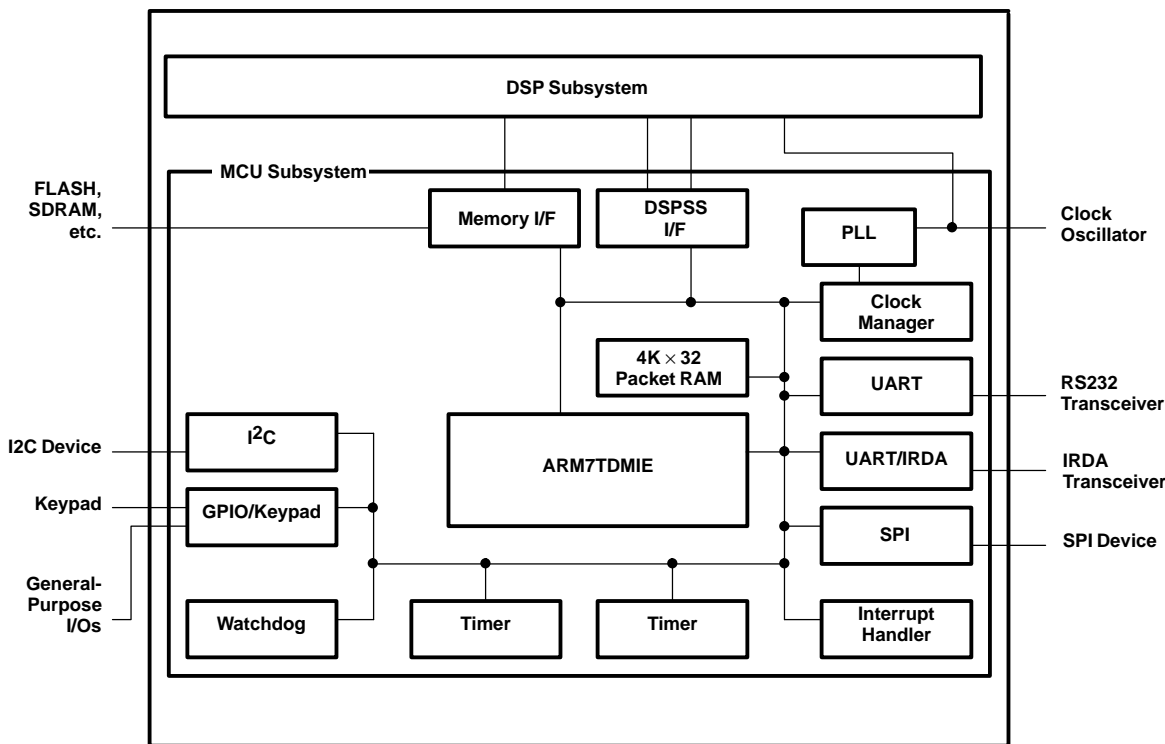 DSP Subsystem
MCU Subsystem
FLASH,
SDRAM,
etc.
Memory I/F
DSPSS
I/F
PLL
Clock
Oscillator
Clock
Manager
4K × 32
Packet RAM
UART
RS232
Transceiver
I2C Device
I²C
ARM7TDMIE
UART/IRDA
IRDA
Transceiver
Keypad
GPIO/Keypad
SPI
SPI Device
General-
Purpose
I/Os
Watchdog
Timer
Timer
Interrupt
Handler